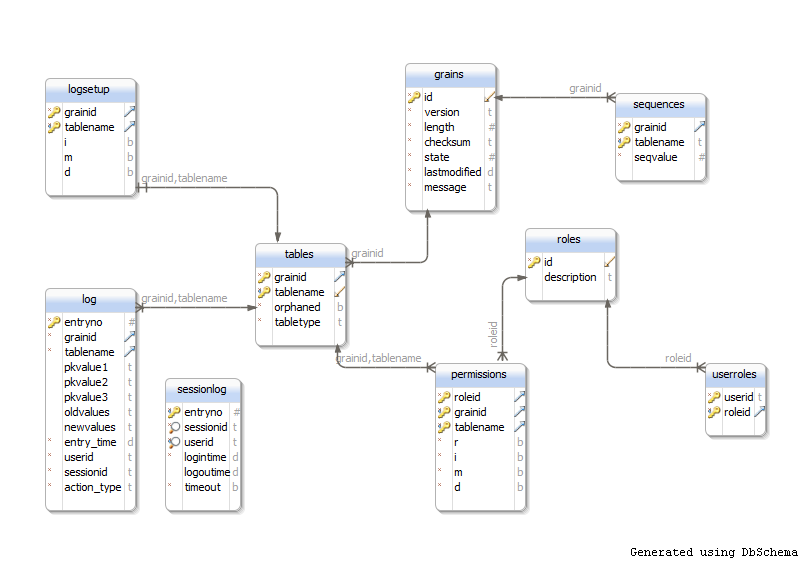 logsetup
grainid
tablename
i b
m b
d b
grainid,tablename
grains
id
version t
length #
checksum t
state #
lastmodified d
message t
grainid
sequences
grainid
tablename t
seqvalue #
tables
grainid
tablename
orphaned b
tabletype t
grainid
roles
id
description t
log
entryno #
grainid
tablename
pkvalue1 t
pkvalue2 t
pkvalue3 t
oldvalues t
newvalues t
entry_time d
userid t
sessionid t
action_type t
grainid,tablename
sessionlog
entryno #
sessionid t
userid t
logintime d
logoutime d
timeout b
grainid,tablename
roleid
permissions
roleid
grainid
tablename
r b
i b
m b
d b
roleid
userroles
userid t
roleid
Generated using DbSchema